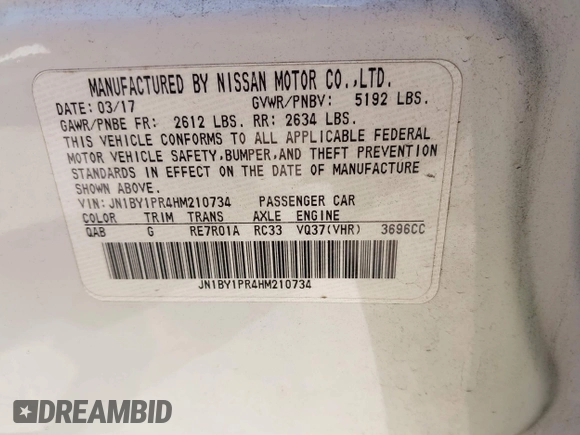 MANUFACTURED BY NISSAN MOTOR CO.,LTD.
DATE: 03/17 GVWR/PNBV: 5192 LBS.
GAWR/PNBE FR: 2612 LBS. RR: 2634 LBS.
THIS VEHICLE CONFORMS TO ALL APPLICABLE FEDERAL
MOTOR VEHICLE SAFETY,BUMPER,AND THEFT PREVENTION
STANDARDS IN EFFECT ON THE DATE OF MANUFACTURE
SHOWN ABOVE.
VIN: JN1BY1PR4HM210734 PASSENGER CAR
COLOR TRIM TRANS AXLE ENGINE
QAB G RE7R01A RC33 VQ37(VHR) 3696CC
JN1BY1PR4HM210734
DREAMBID